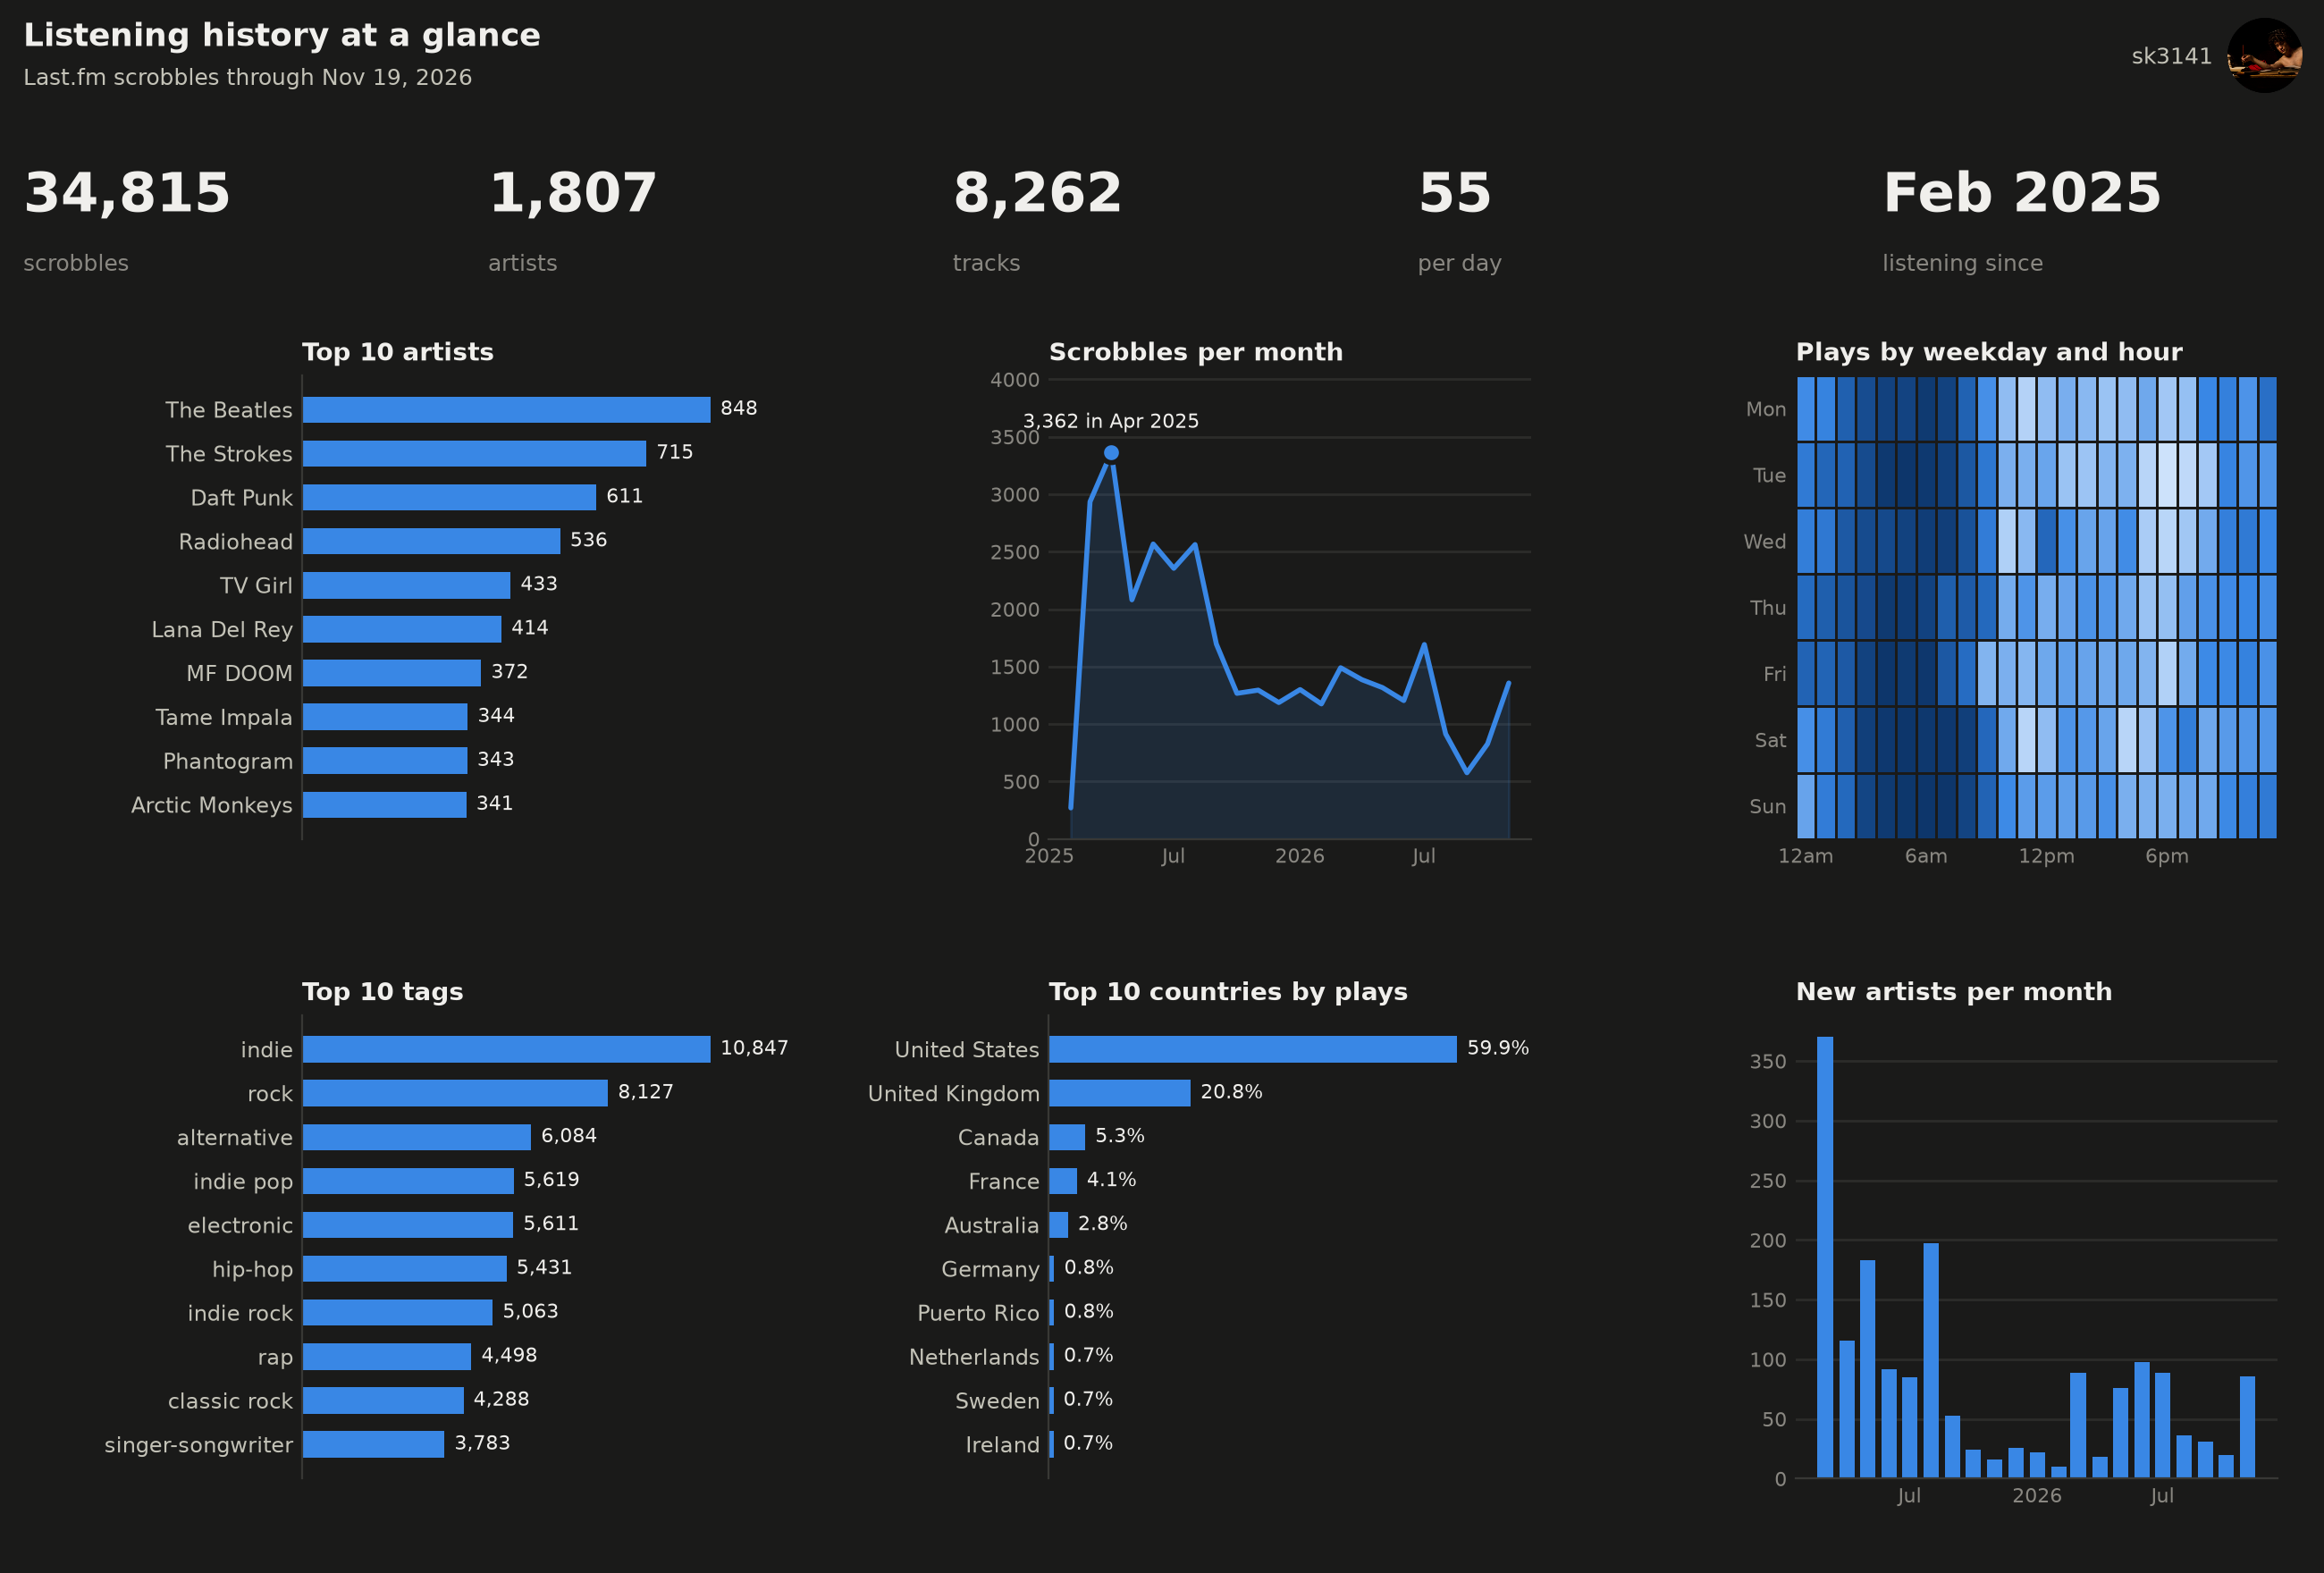 Listening history at a glance
Last.fm scrobbles through Nov 19, 2026
sk3141
34,815
scrobbles
1,807
artists
8,262
tracks
55
per day
Feb 2025
listening since
Top 10 artists
The Beatles 848
The Strokes 715
Daft Punk 611
Radiohead 536
TV Girl 433
Lana Del Rey 414
MF DOOM 372
Tame Impala 344
Phantogram 343
Arctic Monkeys 341
Scrobbles per month
4000
3,362 in Apr 2025
3500
3000
2500
2000
1500
1000
500
0
2025 Jul 2026 Jul
Plays by weekday and hour
Mon
Tue
Wed
Thu
Fri
Sat
Sun
12am 6am 12pm 6pm
Top 10 tags
indie 10,847
rock 8,127
alternative 6,084
indie pop 5,619
electronic 5,611
hip-hop 5,431
indie rock 5,063
rap 4,498
classic rock 4,288
singer-songwriter 3,783
Top 10 countries by plays
United States 59.9%
United Kingdom 20.8%
Canada 5.3%
France 4.1%
Australia 2.8%
Germany 0.8%
Puerto Rico 0.8%
Netherlands 0.7%
Sweden 0.7%
Ireland 0.7%
New artists per month
350
300
250
200
150
100
50
0
Jul 2026 Jul